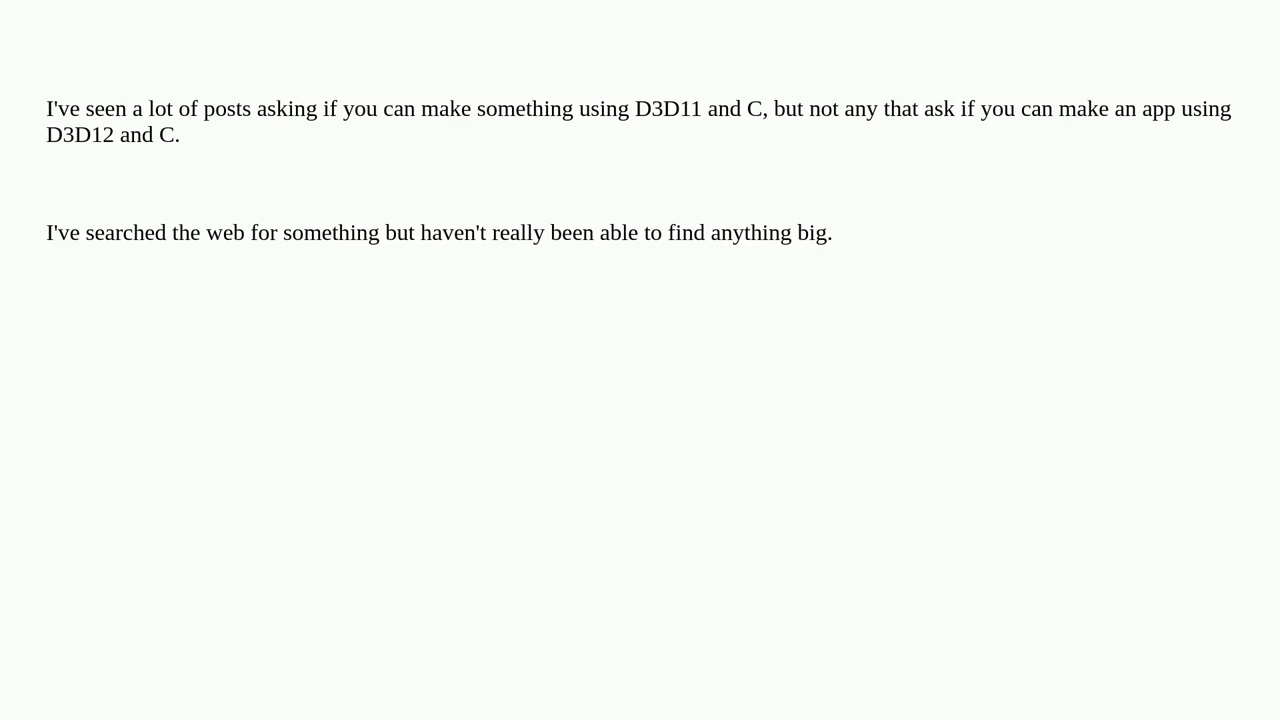 I've seen a lot of posts asking if you can make something using D3D11 and C, but not any that ask if you can make an app using
D3D12 and C.
I've searched the web for something but haven't really been able to find anything big.